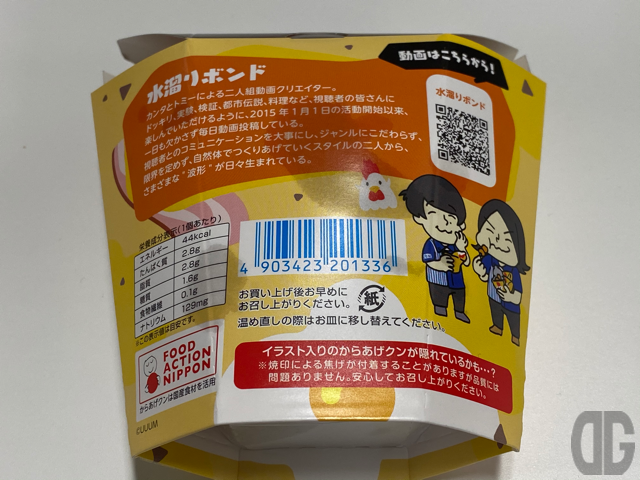 動画はこちらから!
水溜りボンド
水溜りボンド
カンタとトミーによる二人組動画クリエイター。
ドッキリ、実験、検証、都市伝説、料理など、視聴者の皆さんに
楽しんでいただけるように、2015年1月1日の活動開始以来、
一日も欠かさず毎日動画投稿している。
視聴者とのコミュニケーションを大事にし、ジャンルにこだわらず、
限界を定めず、自然体でつくりあげていくスタイルの二人から、
さまざまな“波形”が日々生まれている。
栄養成分表示(1個あたり)
エネルギー 44kcal
たんぱく質 2.8g
脂質 2.8g
糖質 1.6g
食物繊維 0.1g
ナトリウム 129mg
※この表示値は目安です。
4 903423 201336
お買い上げ後お早めに
お召し上がりください。
紙
温め直しの際はお皿に移し替えてください。
FOOD
ACTION
NIPPON
からあげクンは国産食材を活用
イラスト入りのからあげクンが隠れているかも…?
※焼印による焦げが付着することがありますが品質には
問題ありません。安心してお召し上がりください。
©UUUM
DG